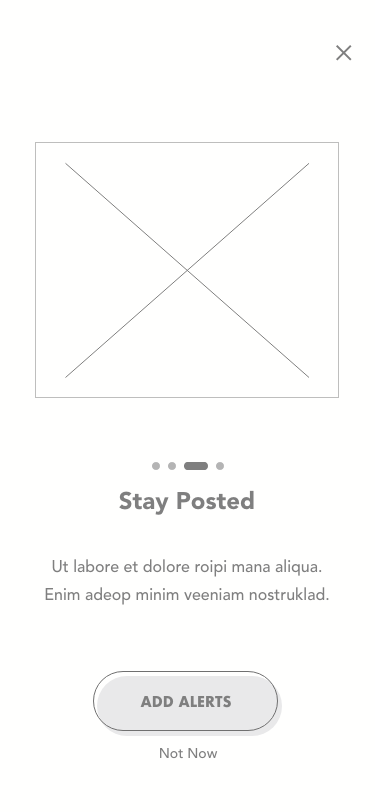 Stay Posted
Ut labore et dolore roipi mana aliqua.
Enim adeop minim veeniam nostruklad.
ADD ALERTS
Not Now